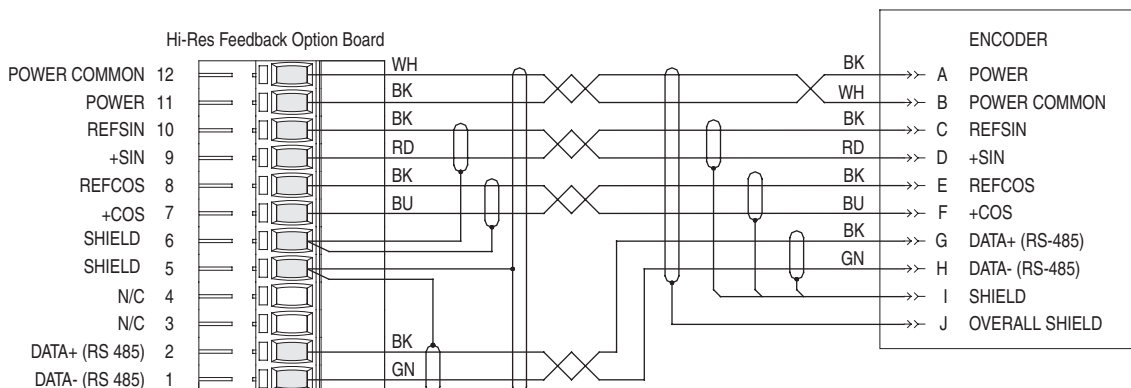 Hi-Res Feedback Option Board
ENCODER
POWER COMMON 12 WH BK A POWER
POWER 11 BK WH B POWER COMMON
REFSIN 10 BK BK C REFSIN
+SIN 9 RD RD D +SIN
REFCOS 8 BK BK E REFCOS
+COS 7 BU BU F +COS
SHIELD 6 BK G DATA+ (RS-485)
SHIELD 5 GN H DATA- (RS-485)
N/C 4 I SHIELD
N/C 3 J OVERALL SHIELD
DATA+ (RS 485) 2 BK
DATA- (RS 485) 1 GN